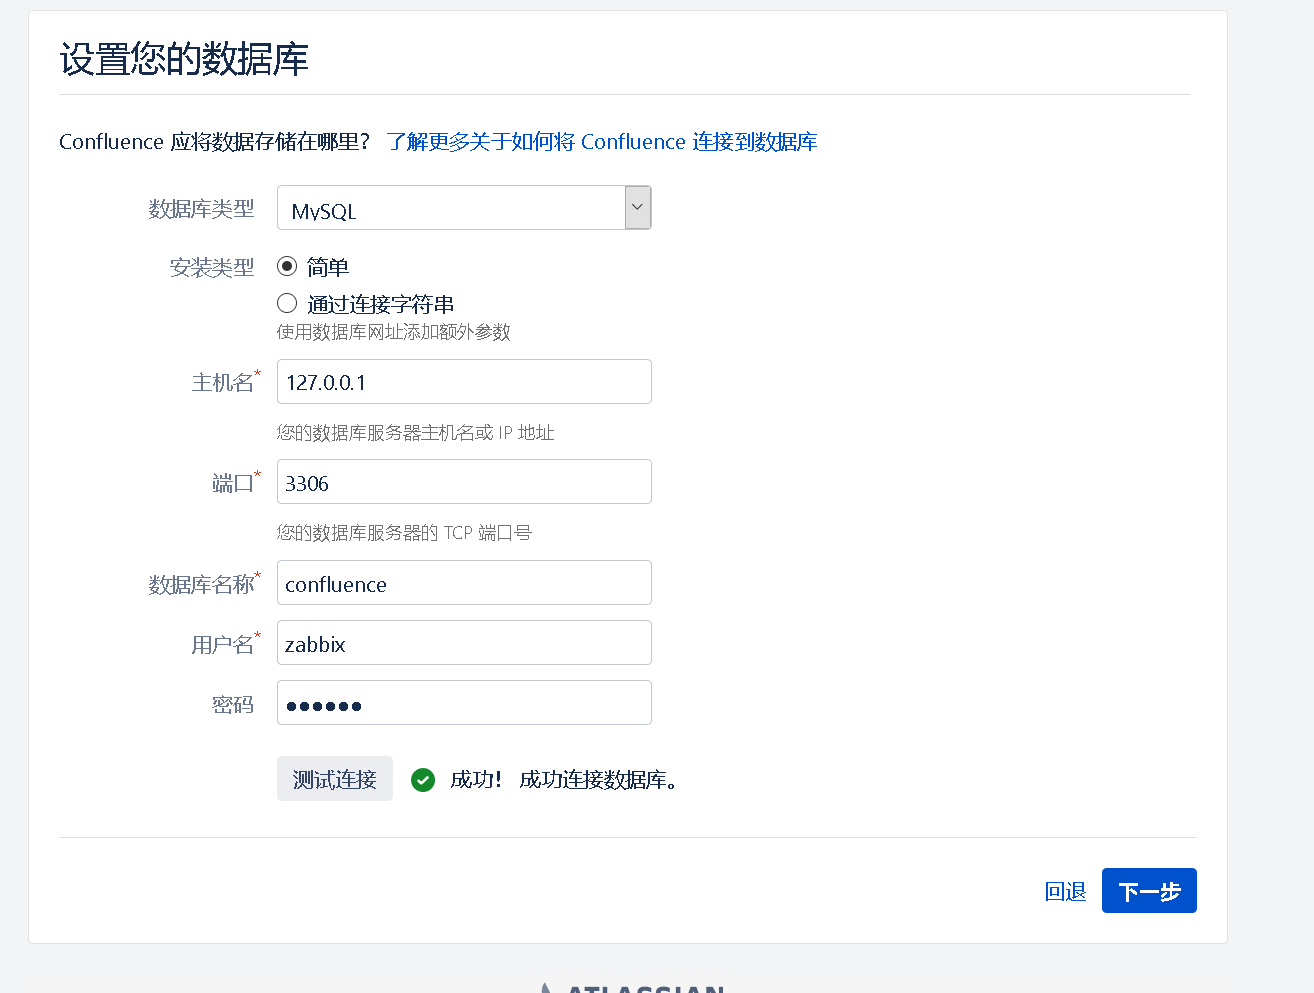 设置您的数据库
Confluence 应将数据存储在哪里? 了解更多关于如何将 Confluence 连接到数据库
数据库类型 MySQL
安装类型 简单
通过连接字符串
使用数据库网址添加额外参数
主机名* 127.0.0.1
您的数据库服务器主机名或 IP 地址
端口* 3306
您的数据库服务器的 TCP 端口号
数据库名称* confluence
用户名* zabbix
密码 ●●●●●●
测试连接 成功! 成功连接数据库。
回退 下一步
ATLASSIAN